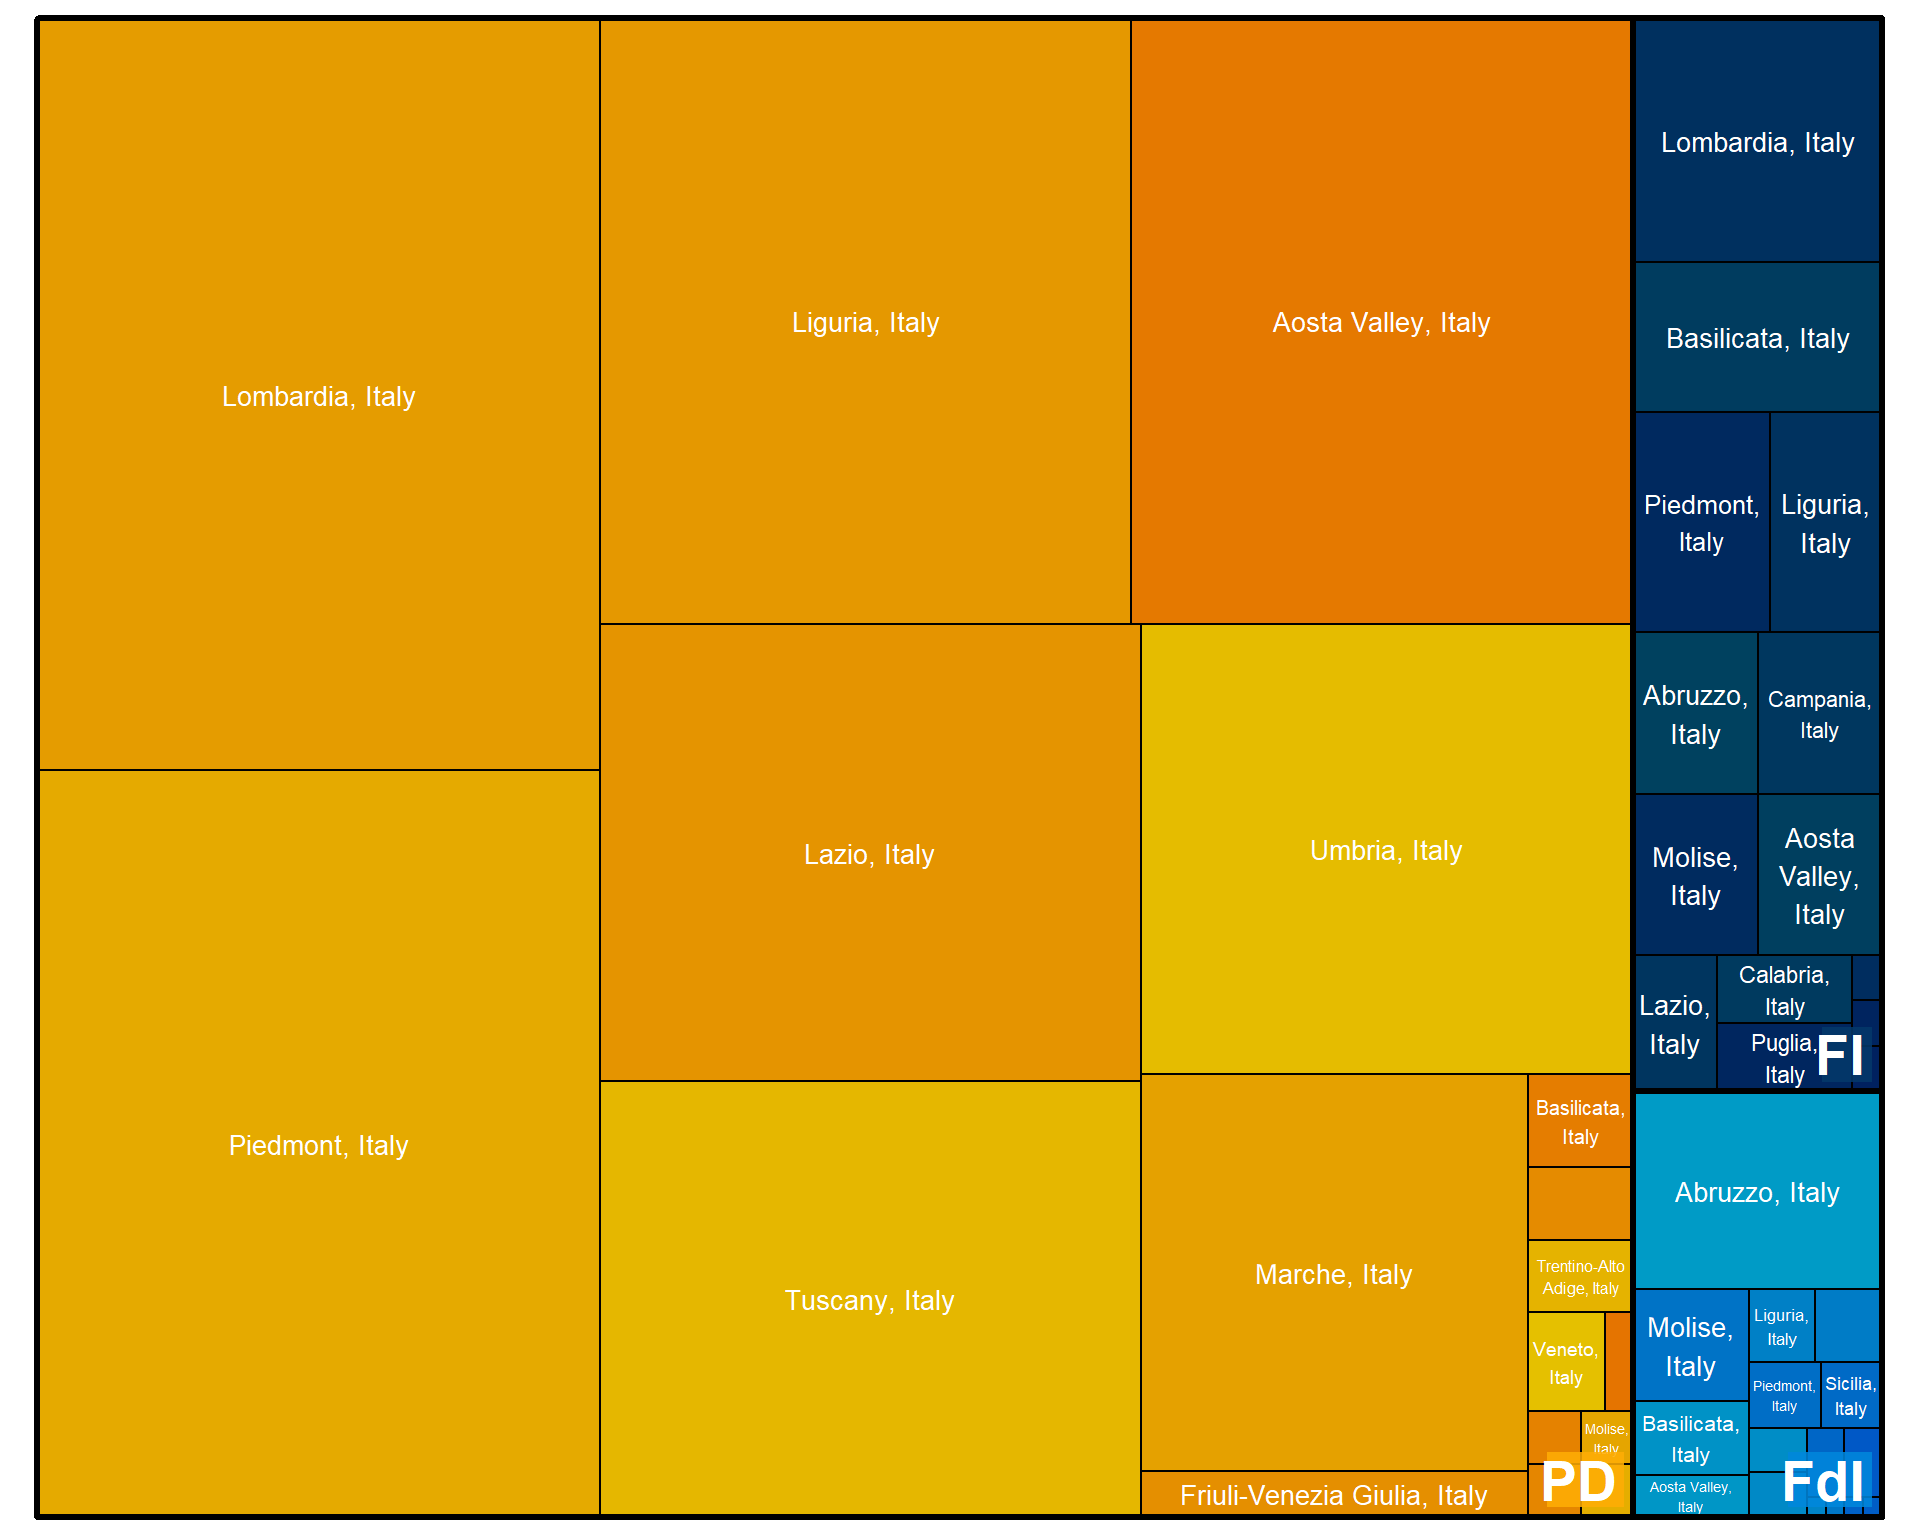 Lombardia, Italy
Piedmont, Italy
Liguria, Italy
Aosta Valley, Italy
Lazio, Italy
Umbria, Italy
Tuscany, Italy
Marche, Italy
Friuli-Venezia Giulia, Italy
Basilicata,
Italy
Trentino-Alto
Adige, Italy
Veneto,
Italy
Molise,
Italy
PD
Lombardia, Italy
Basilicata, Italy
Piedmont,
Italy
Liguria,
Italy
Abruzzo,
Italy
Campania,
Italy
Molise,
Italy
Aosta
Valley,
Italy
Lazio,
Italy
Calabria,
Italy
Puglia,
Italy
FI
Abruzzo, Italy
Molise,
Italy
Liguria,
Italy
Piedmont,
Italy
Sicilia,
Italy
Basilicata,
Italy
Aosta Valley,
Italy
FdI